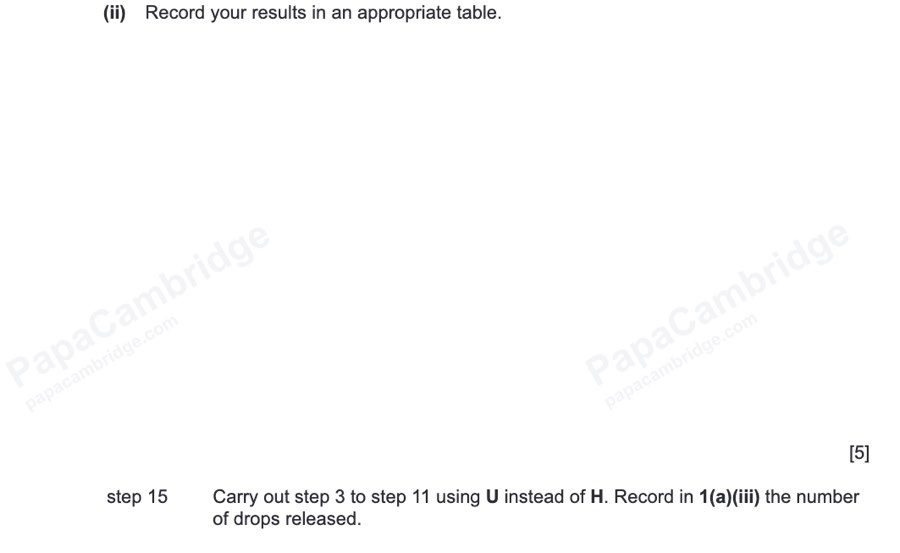 (ii) Record your results in an appropriate table.
PapaCambridge
papacambridge.com
PapaCambridge
papacambridge.com
[5]
step 15 Carry out step 3 to step 11 using U instead of H. Record in 1(a)(iii) the number
of drops released.